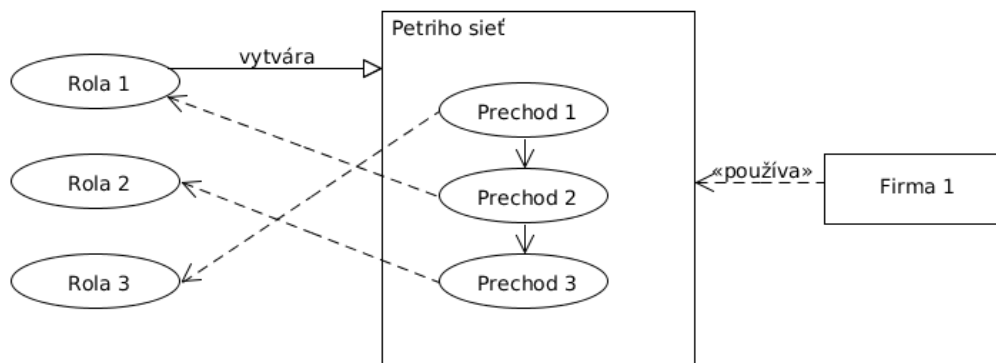 Petriho sieť
vytvára
Rola 1
Prechod 1
Rola 2
Prechod 2
«používa»
Firma 1
Rola 3
Prechod 3